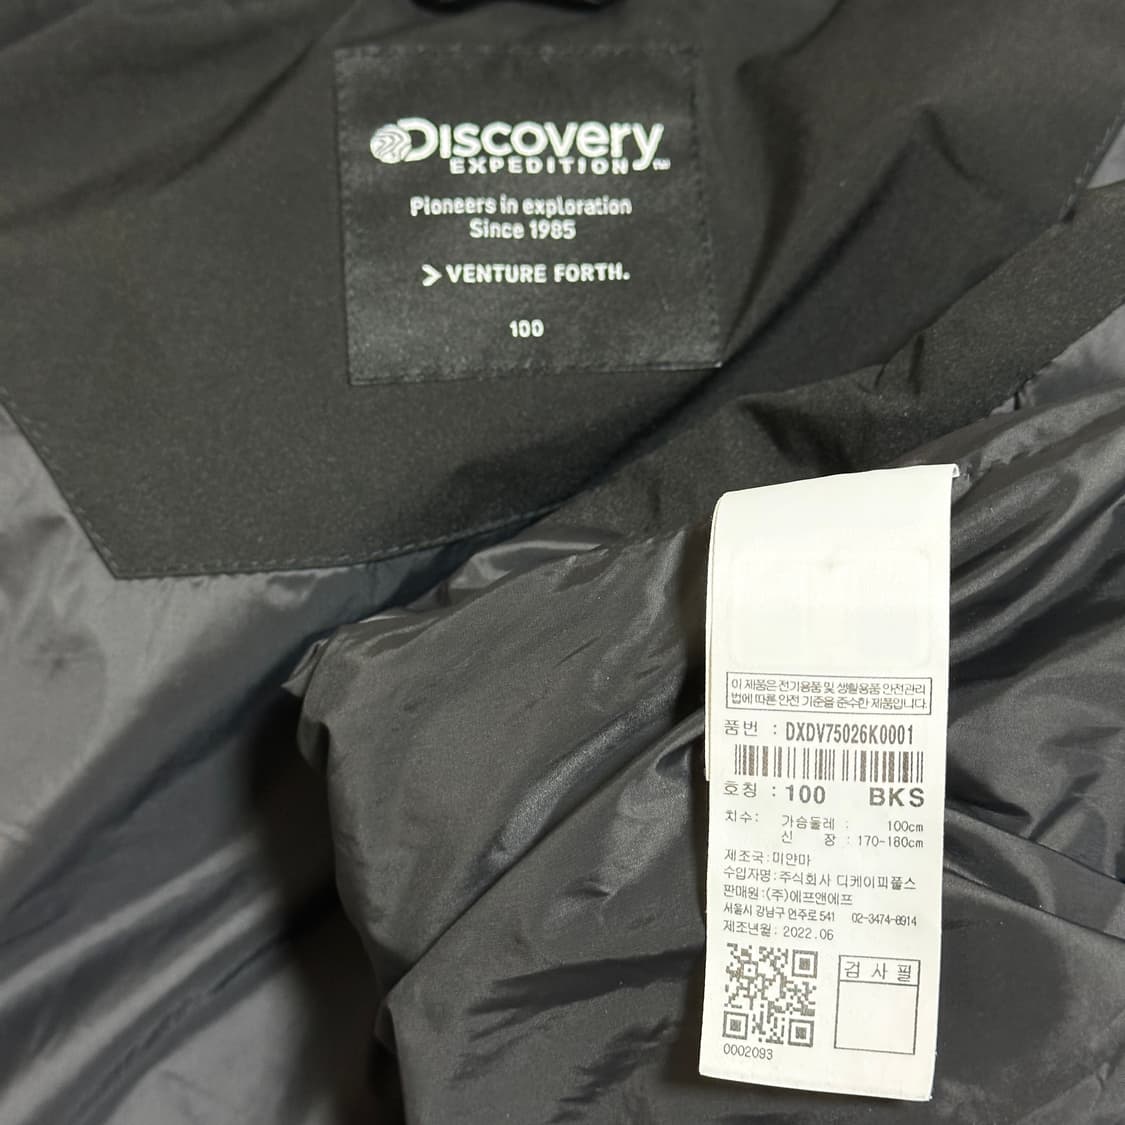 Discovery
EXPEDITION™
Pioneers in exploration
Since 1985
VENTURE FORTH.
100
이 제품은 전기용품 및 생활용품 안전관리
법에 따른 안전 기준을 준수한 제품입니다.
품번 : DXDV75026K0001
호칭 : 100 BKS
치수: 가슴둘레 : 100cm
신 장 : 170-180cm
제조국: 미얀마
수입자명: 주식회사 디케이피플스
판매원: (주)에프앤에프
서울시 강남구 언주로 541 02-3474-8914
제조년월: 2022.06
검사필
0002093